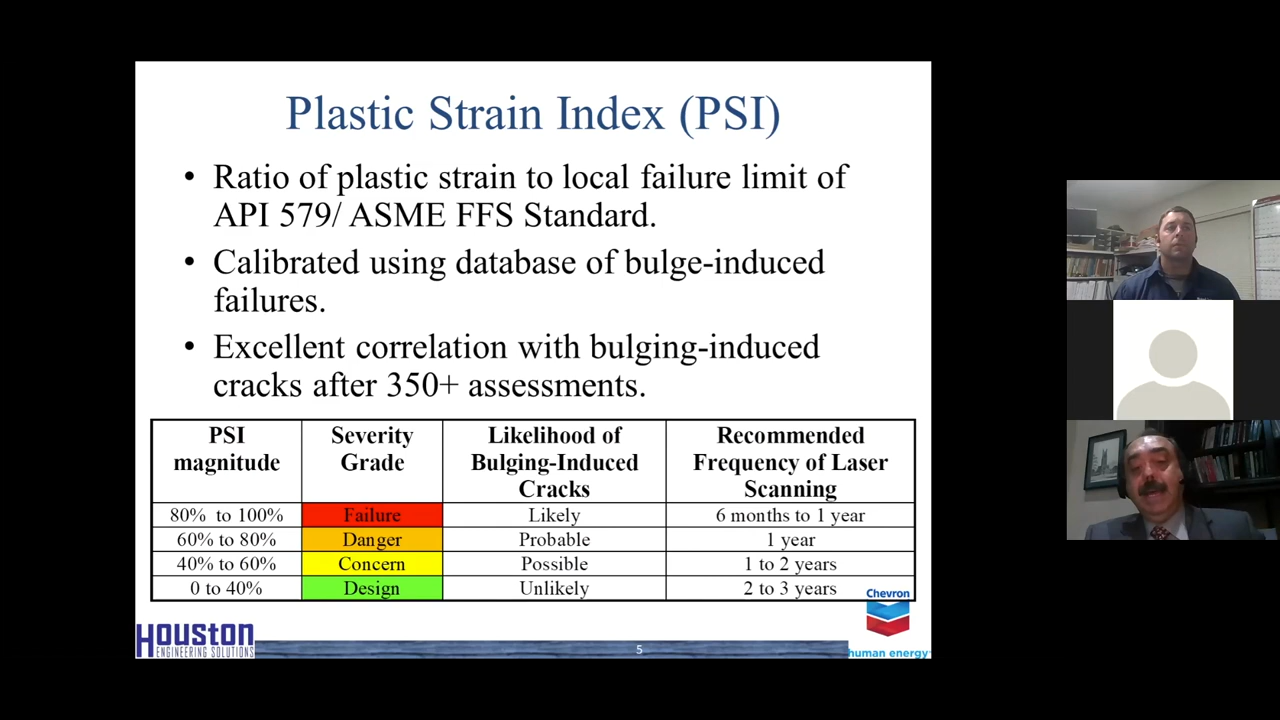 Plastic Strain Index (PSI)
• Ratio of plastic strain to local failure limit of
API 579/ ASME FFS Standard.
• Calibrated using database of bulge-induced
failures.
• Excellent correlation with bulging-induced
cracks after 350+ assessments.
PSI magnitude | Severity Grade | Likelihood of Bulging-Induced Cracks | Recommended Frequency of Laser Scanning
80% to 100% | Failure | Likely | 6 months to 1 year
60% to 80% | Danger | Probable | 1 year
40% to 60% | Concern | Possible | 1 to 2 years
0 to 40% | Design | Unlikely | 2 to 3 years
Chevron
Houston
ENGINEERING SOLUTIONS
5
human energy